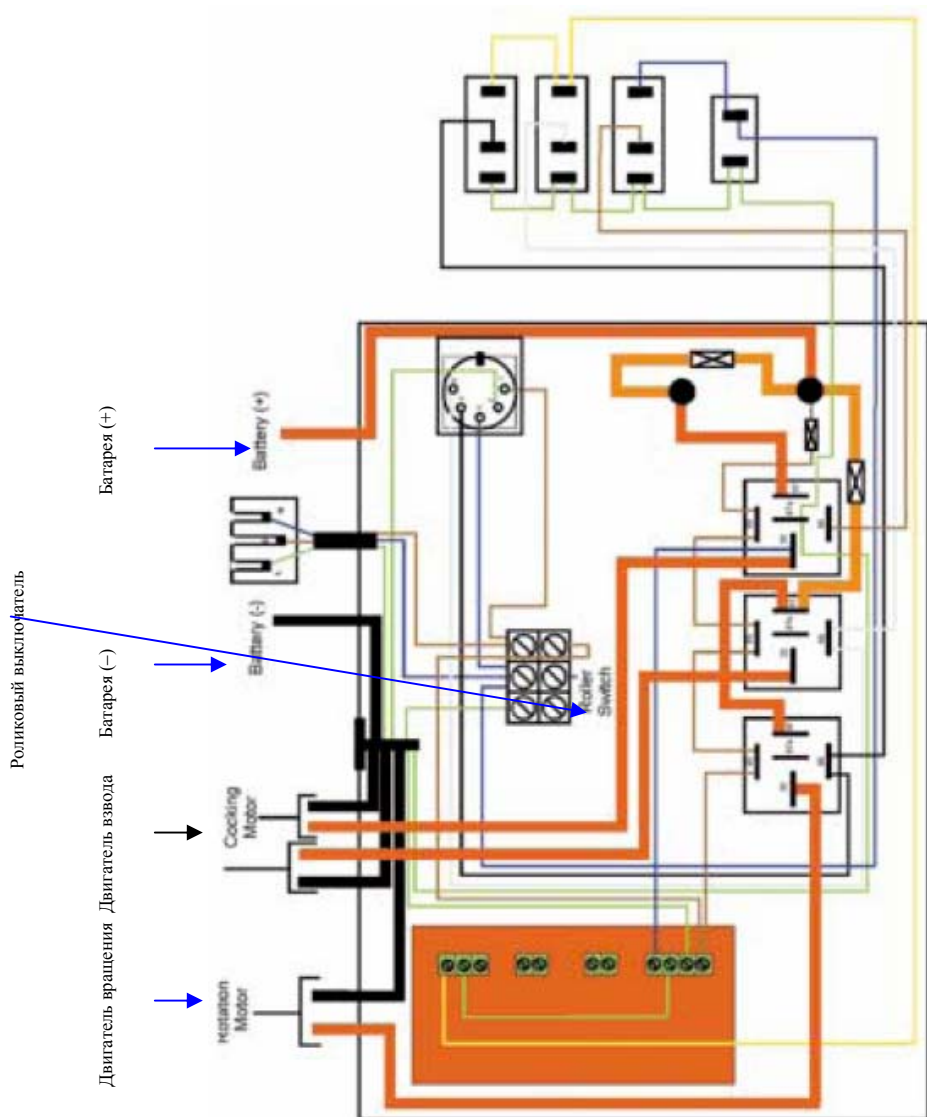 Роликовый выключатель
Батарея (+)
Батарея (–)
Двигатель взвода
Двигатель вращения
Battery (+)
Battery (-)
Cocking
Motor
Rotation
Motor
Roller
Switch